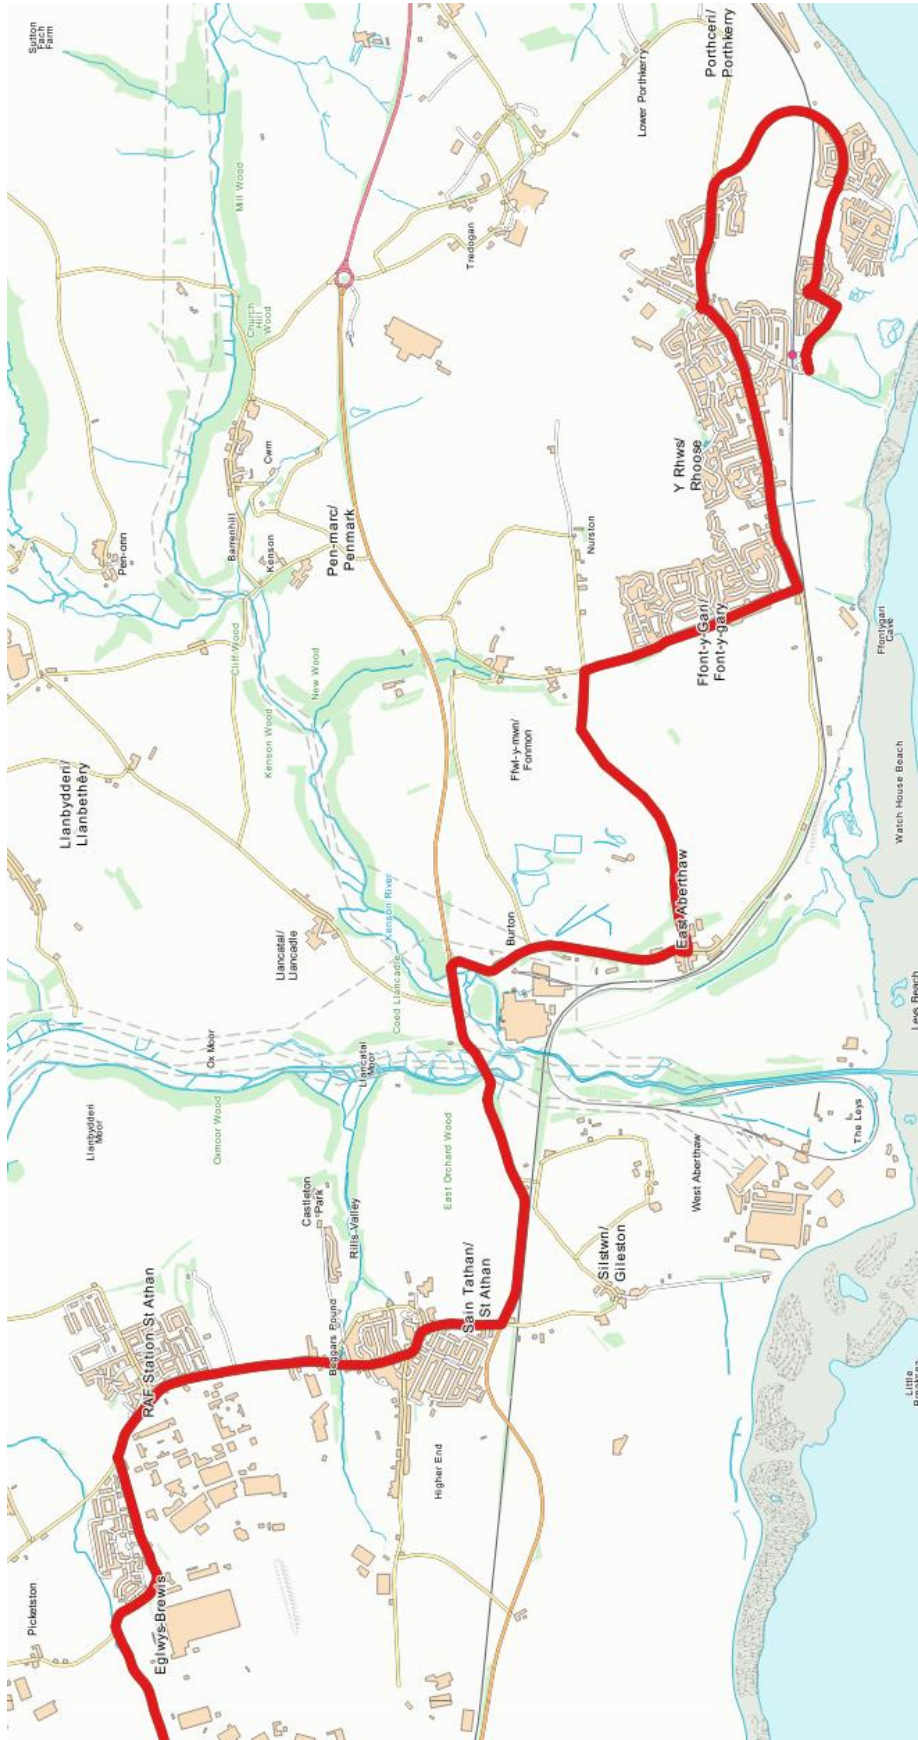 Sutton
Fach
Farm
Mill Wood
Porthceri/
Porthkerry
Lower Porthkerry
Tredogan
Church
Hill
Wood
Cwm
Barrenhill
Kenson
Pen-onn
Pen-marc/
Penmark
Y Rhws/
Rhoose
Nurston
Ffont-y-Gari/
Font-y-gary
Ffontygari
Cave
Cliff Wood
New Wood
Kenson Wood
Llanbydderi/
Llanbethêry
Ffwl-y-mwn/
Fonmon
Watch House Beach
Kenson River
Burton
East Aberthaw
Llancatal/
Llancadle
Coed Llancadle
Leys Beach
Ox Moor
Llancatal
Moor
Llanbydderi
Moor
Oxmoor Wood
East Orchard Wood
The Leys
West Aberthaw
Castleton
Park
Rills Valley
Silstwn/
Gileston
Sain Tathan/
St Athan
Beggars Pound
RAF Station St Athan
Higher End
Little
Picketston
Eglwys-Brewis